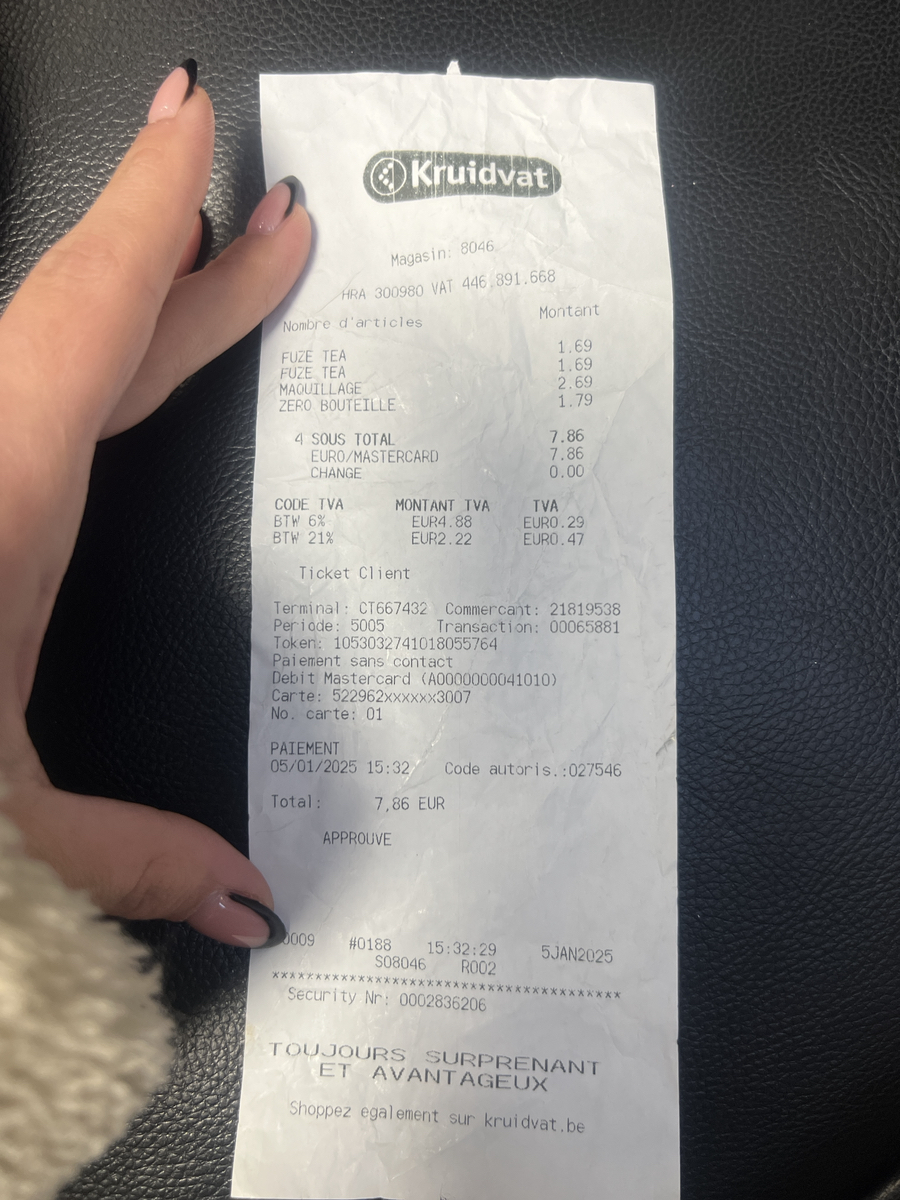 Kruidvat
Magasin: 8046
HRA 300980 VAT 446.891.668
Nombre d'articles Montant
FUZE TEA 1.69
FUZE TEA 1.69
MAQUILLAGE 2.69
ZERO BOUTEILLE 1.79
4 SOUS TOTAL 7.86
EURO/MASTERCARD 7.86
CHANGE 0.00
CODE TVA MONTANT TVA TVA
BTW 6% EUR4.88 EUR0.29
BTW 21% EUR2.22 EUR0.47
Ticket Client
Terminal: CT667432 Commercant: 21819538
Periode: 5005 Transaction: 00065881
Token: 1053032741018055764
Paiement sans contact
Debit Mastercard (A0000000041010)
Carte: 522962xxxxxx3007
No. carte: 01
PAIEMENT
05/01/2025 15:32 Code autoris.:027546
Total: 7,86 EUR
APPROUVE
#0188 15:32:29 5JAN2025
S08046 R002
****************************************
Security Nr: 0002836206
TOUJOURS SURPRENANT
ET AVANTAGEUX
Shoppez egalement sur kruidvat.be